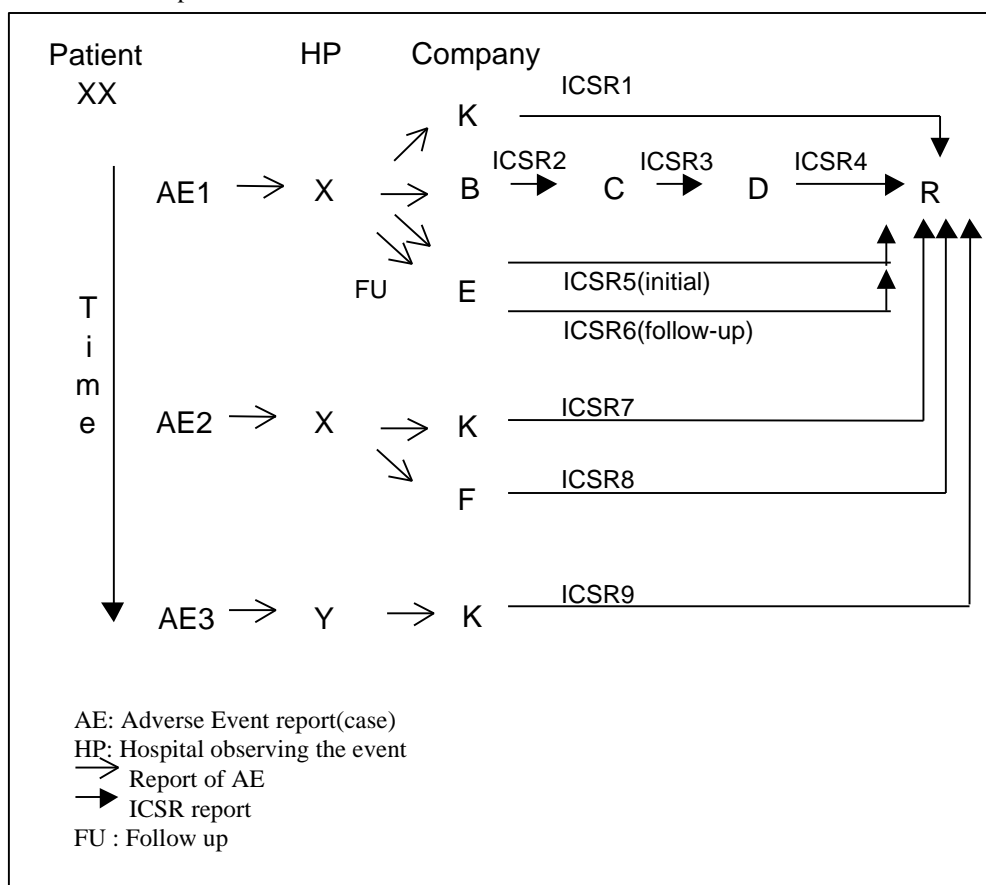 Patient HP Company
XX
ICSR1
K
ICSR2 ICSR3 ICSR4
AE1 X B C D R
FU E
ICSR5(initial)
ICSR6(follow-up)
T
i
m
e
ICSR7
AE2 X K
ICSR8
F
ICSR9
AE3 Y K
AE: Adverse Event report(case)
HP: Hospital observing the event
Report of AE
ICSR report
FU : Follow up